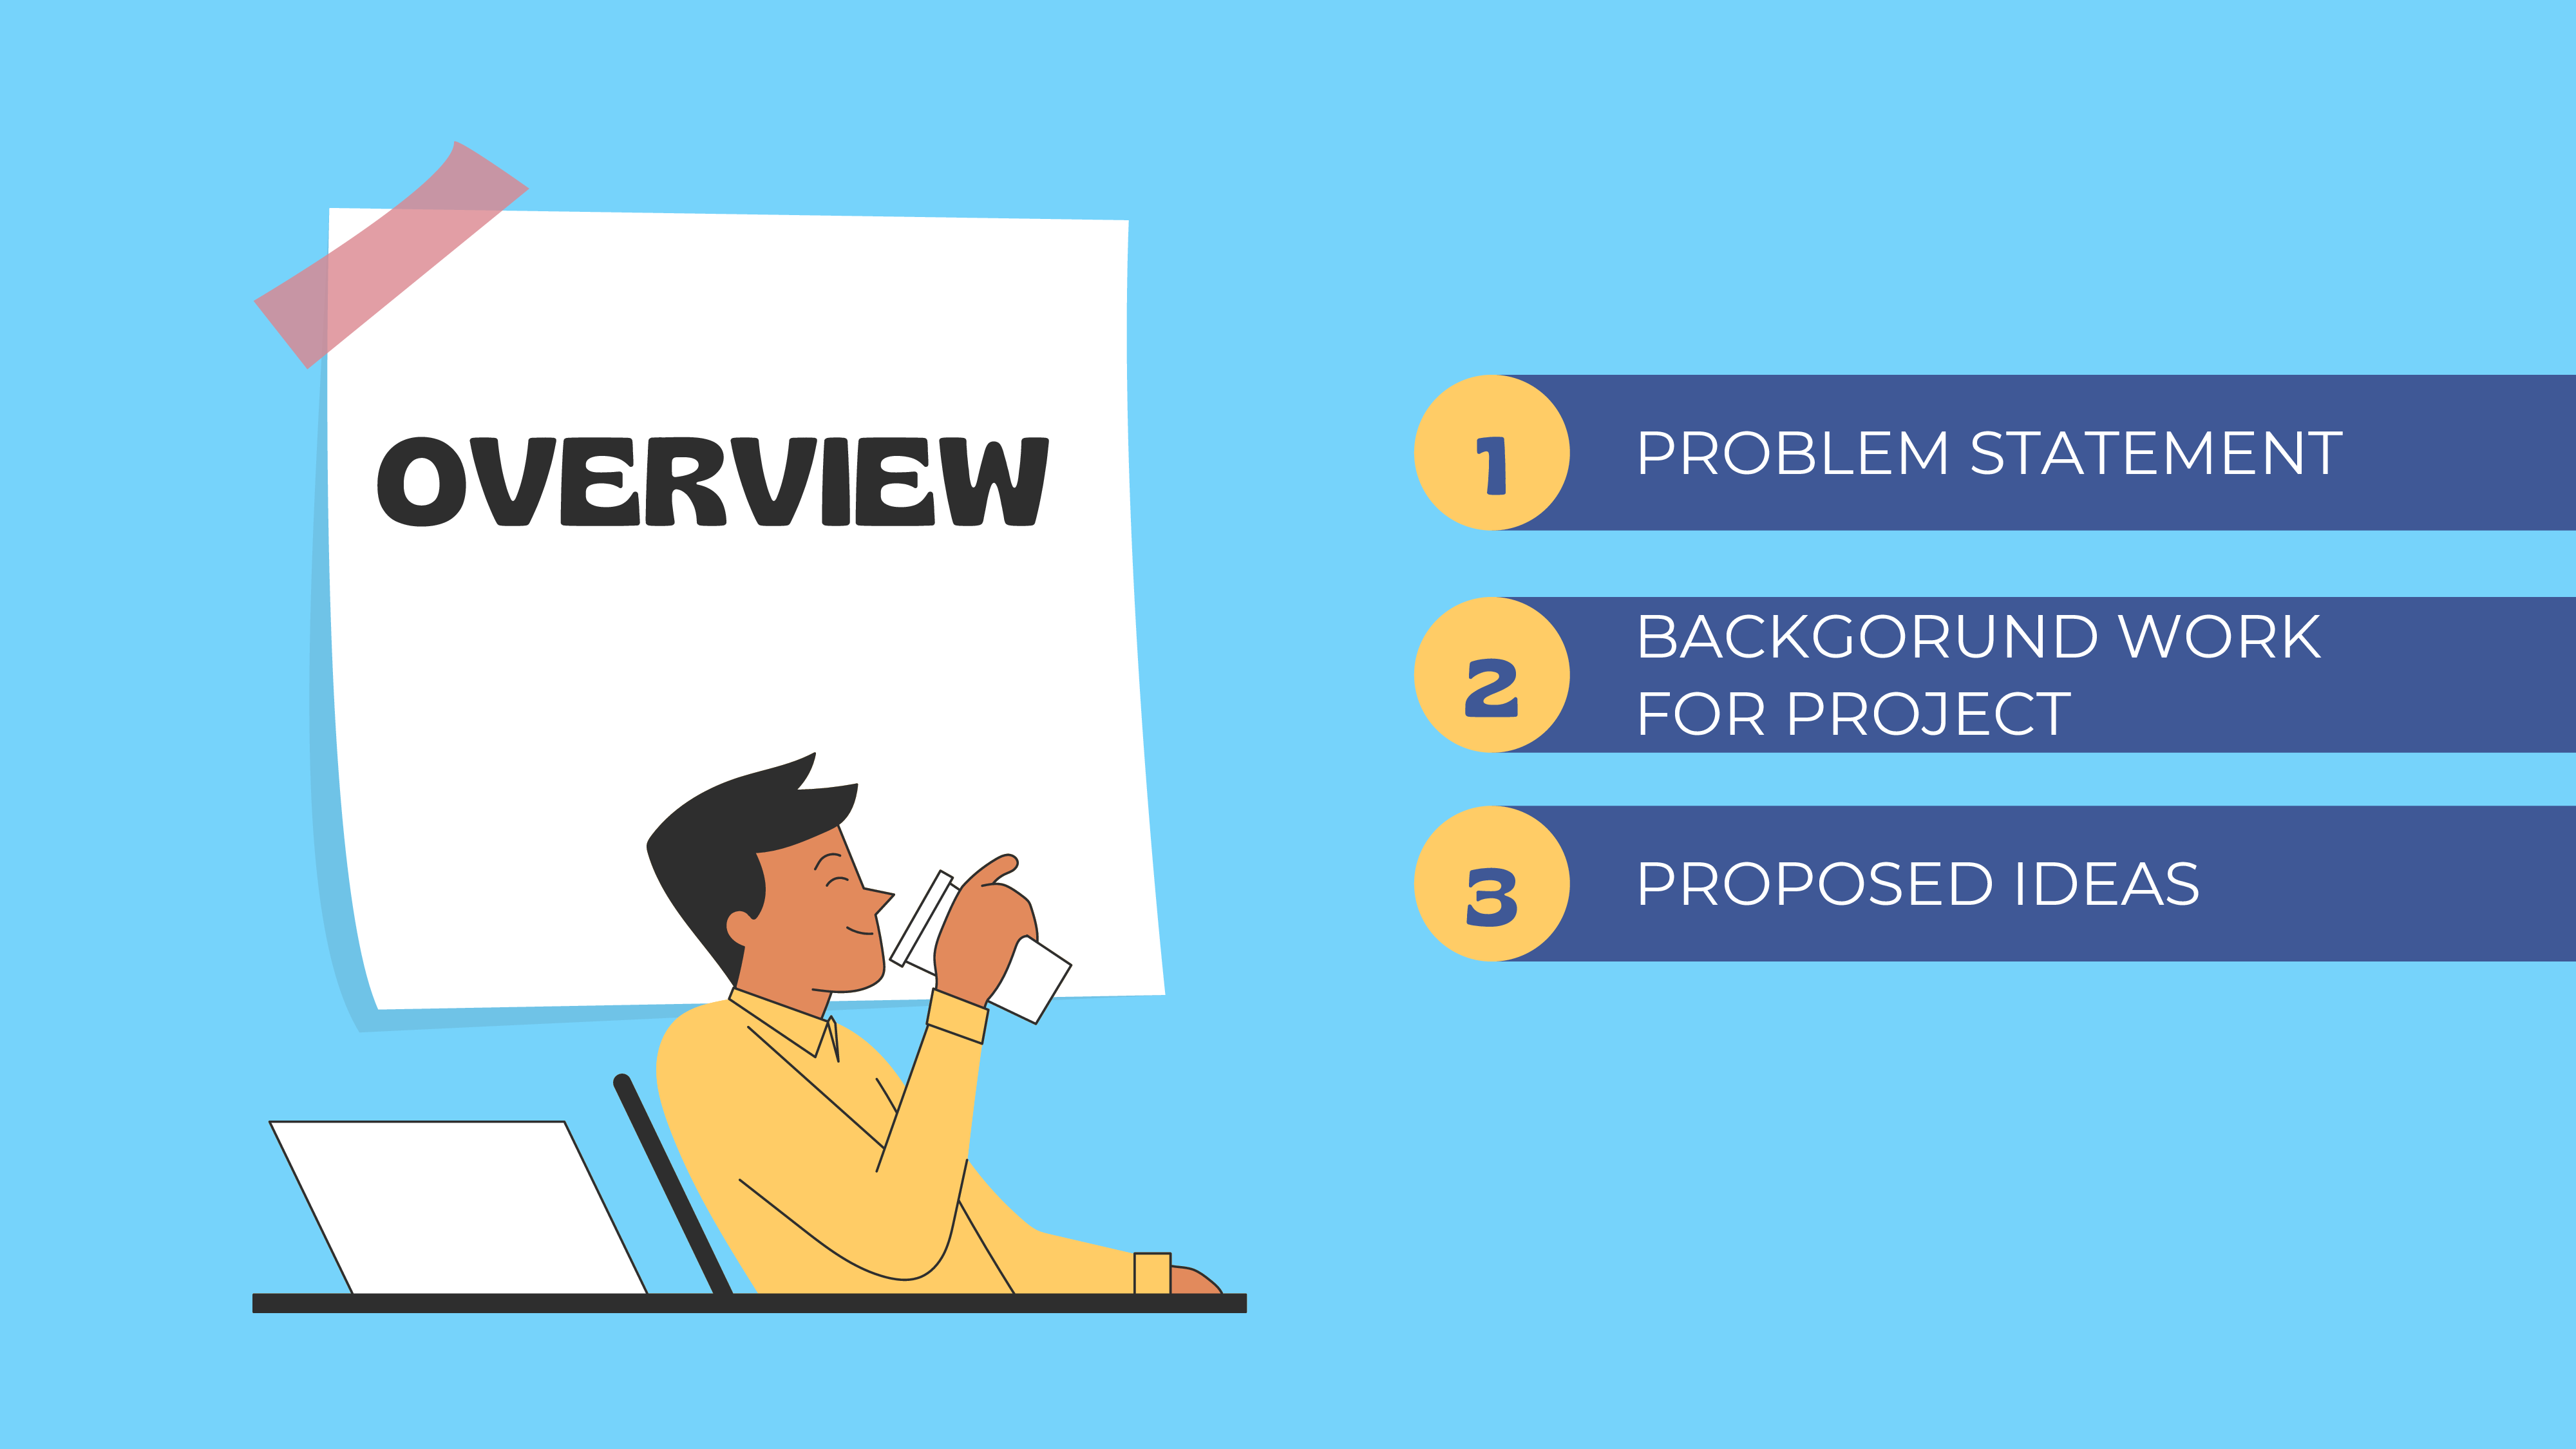 OVERVIEW
1
PROBLEM STATEMENT
2
BACKGORUND WORK
FOR PROJECT
3
PROPOSED IDEAS